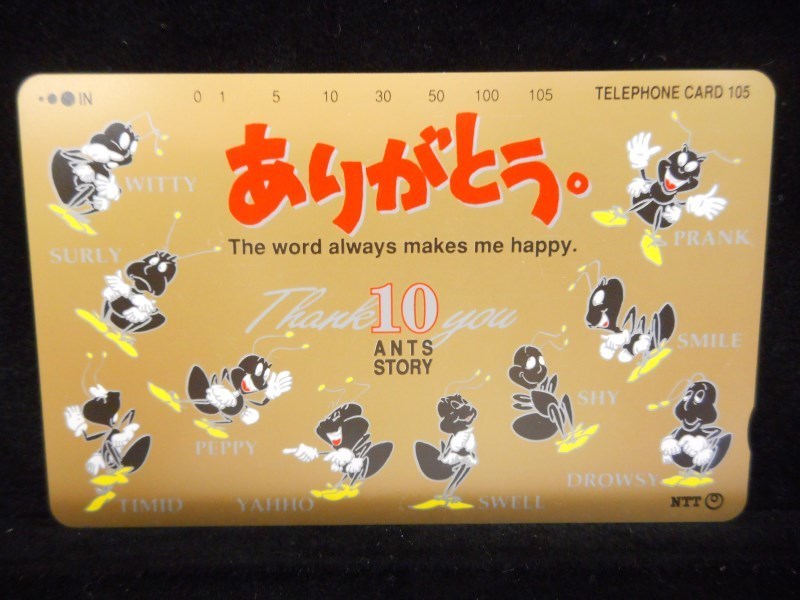 IN 0 1 5 10 30 50 100 105 TELEPHONE CARD 105
ありがとう。
The word always makes me happy.
WITTY
PRANK
SURLY
Thank 10 you
ANTS
STORY
SMILE
PEPPY
SHY
DROWSY
TIMID
YAHHO
SWELL
NTT